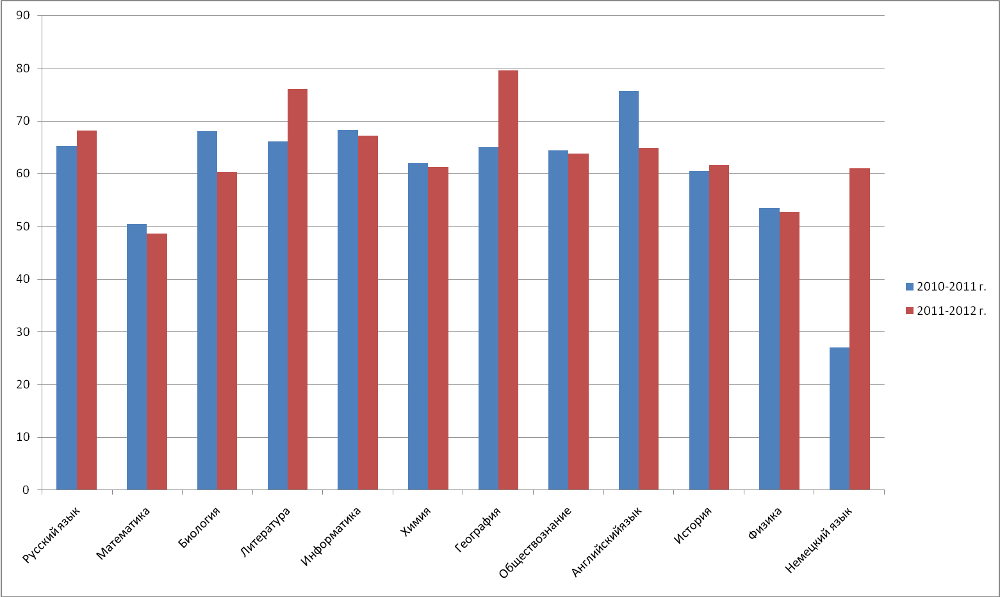 90
80
70
60
50
40
30
20
10
0
Русский язык
Математика
Биология
Литература
Информатика
Химия
География
Обществознание
Английскийязык
История
Физика
Немецкий язык
2010-2011 г.
2011-2012 г.